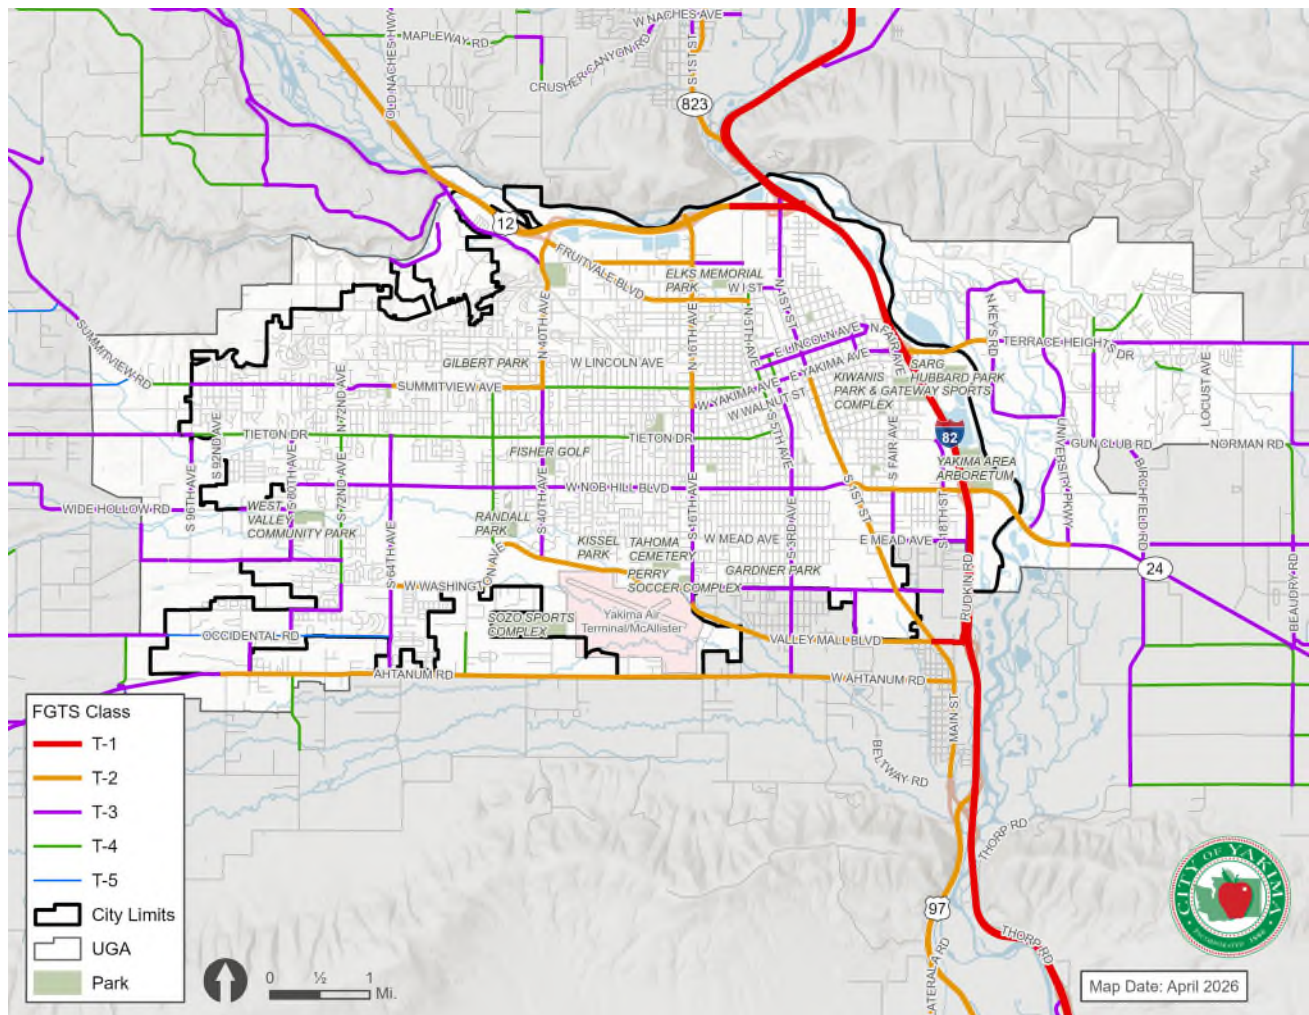 W NACHES AVE
MAPLEWAY RD
OLD NACHES HWY
CRUSHER CANYON RD
S 1ST ST
823
12
FRUITVALE BLVD
ELKS MEMORIAL
PARK
W I ST
N 1ST ST
N 5TH AVE
N 40TH AVE
N 16TH AVE
N KEYS RD
TERRACE HEIGHTS DR
SUMMITVIEW RD
GILBERT PARK
W LINCOLN AVE
E LINCOLN AVE
N FAIR AVE
E YAKIMA AVE
SARG
HUBBARD PARK
KIWANIS
PARK & GATEWAY SPORTS
COMPLEX
SUMMITVIEW AVE
W YAKIMA AVE
W WALNUT ST
LOCUST AVE
N 72ND AVE
S 92ND AVE
TIETON DR
TIETON DR
S 5TH AVE
S FAIR AVE
82
UNIVERSITY PKWY
GUN CLUB RD
NORMAN RD
FISHER GOLF
YAKIMA AREA
ARBORETUM
BIRCHFIELD RD
S 96TH AVE
S 80TH AVE
S 72ND AVE
W NOB HILL BLVD
WIDE HOLLOW RD
WEST
VALLEY
COMMUNITY PARK
RANDALL
PARK
S 40TH AVE
S 16TH AVE
S 3RD AVE
S 1ST ST
S 18TH ST
KISSEL
PARK
TAHOMA
CEMETERY
W MEAD AVE
E MEAD AVE
GARDNER PARK
S 64TH AVE
PERRY
SOCCER COMPLEX
24
BEAUDRY RD
RUDKIN RD
SOZO SPORTS
COMPLEX
Yakima Air
Terminal/McAllister
OCCIDENTAL RD
VALLEY MALL BLVD
AHTANUM RD
W AHTANUM RD
MAIN ST
BELTWAY RD
THORP RD
97
THORP RD
FGTS Class
T-1
T-2
T-3
T-4
T-5
City Limits
UGA
Park
0 ½ 1
Mi.
CITY OF YAKIMA
INCORPORATED 1886
Map Date: April 2026